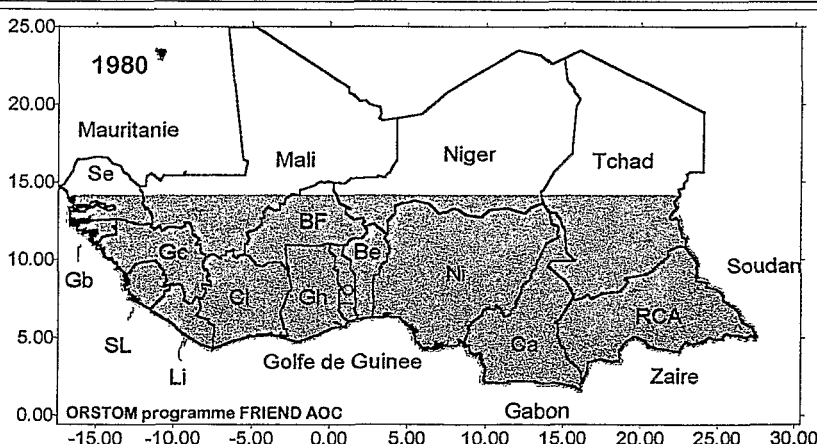 25.00
1980
20.00
Mauritanie
Mali
Niger
Tchad
Se
15.00
BF
Gc
Be
10.00
Ni
Soudan
Gb
CI
Gh
RCA
SL
5.00
Ca
Golfe de Guinee
Li
Zaire
0.00
ORSTOM programme FRIEND AOC
Gabon
-15.00 -10.00 -5.00 0.00 5.00 10.00 15.00 20.00 25.00 30.00